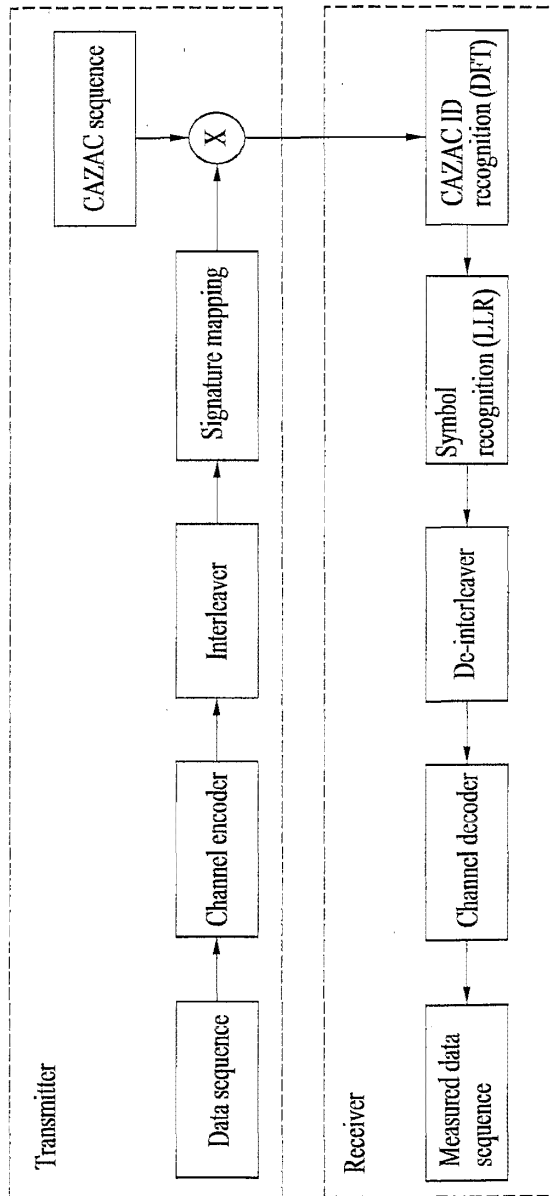 Transmitter
CAZAC sequence
X
Data sequence
Channel encoder
Interleaver
Signature mapping
Receiver
Measured data
sequence
Channel decoder
De-interleaver
Symbol
recognition (LLR)
CAZAC ID
recognition (DFT)